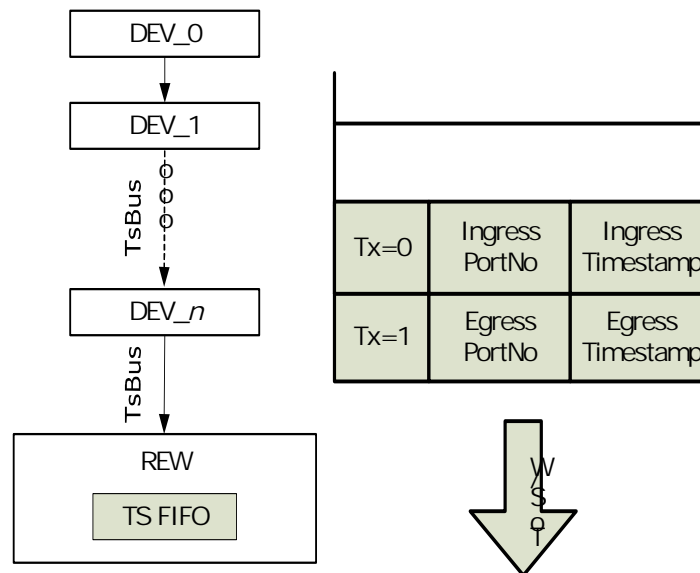 DEV_0
DEV_1
TsBus
o o o
DEV_n
TsBus
REW
TS FIFO
Tx=0
Ingress
PortNo
Ingress
Timestamp
Tx=1
Egress
PortNo
Egress
Timestamp
To S/W